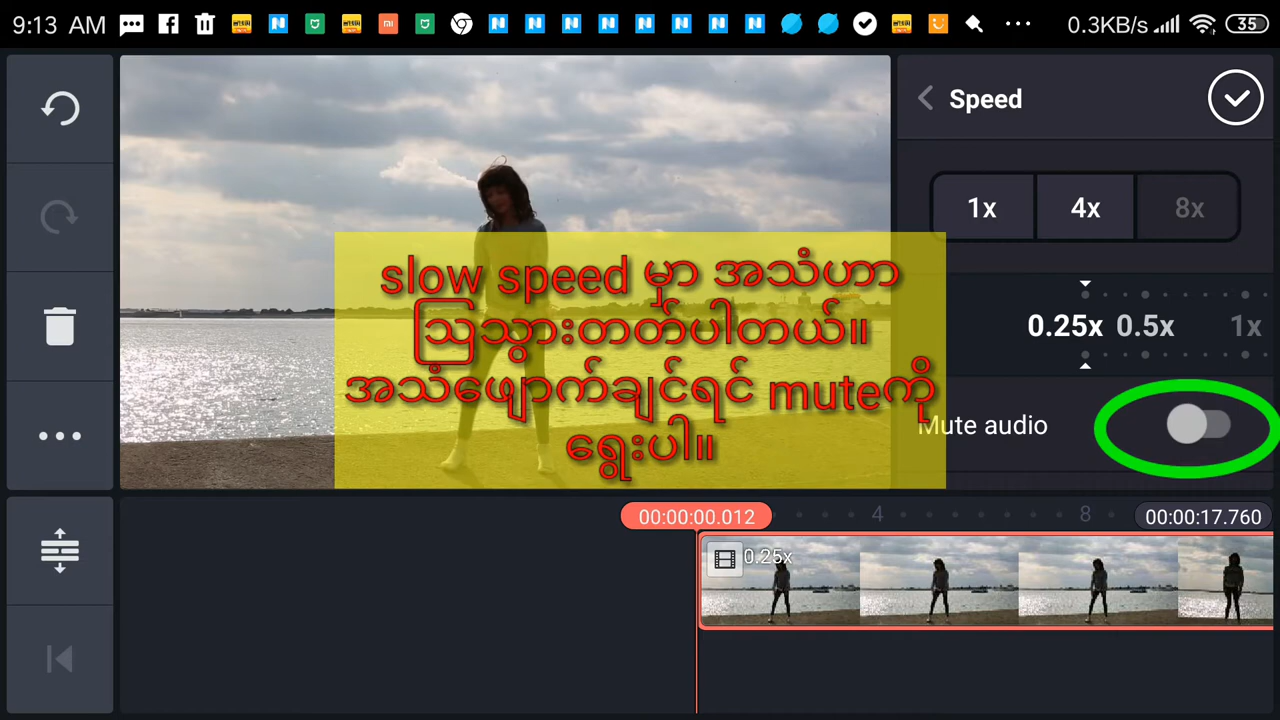 9:13 AM
0.3KB/s
35
Speed
1x 4x 8x
0.25x 0.5x 1x
Mute audio
slow speed မှာ အသံဟာ
ဩသွားတတ်ပါတယ်။
အသံဖျောက်ချင်ရင် muteကို
ရွေးပါ။
00:00:00.012
4
8
00:00:17.760
0.25x